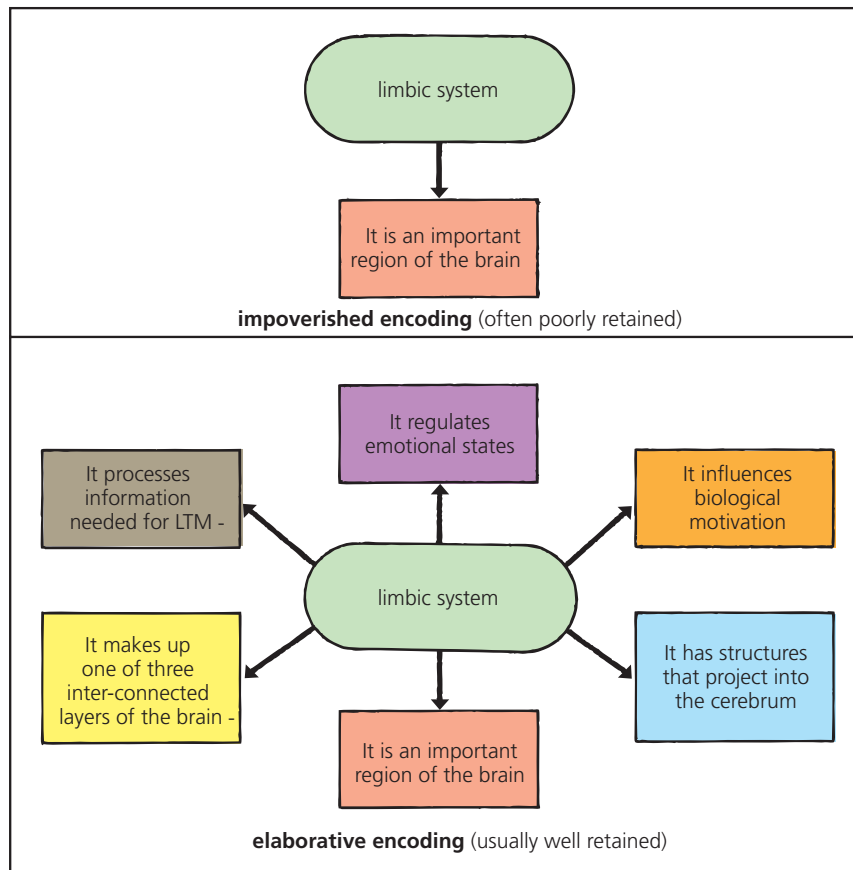 limbic system
It is an important
region of the brain
impoverished encoding (often poorly retained)
It regulates
emotional states
It processes
information
needed for LTM -
It influences
biological
motivation
limbic system
It makes up
one of three
inter-connected
layers of the brain -
It has structures
that project into
the cerebrum
It is an important
region of the brain
elaborative encoding (usually well retained)